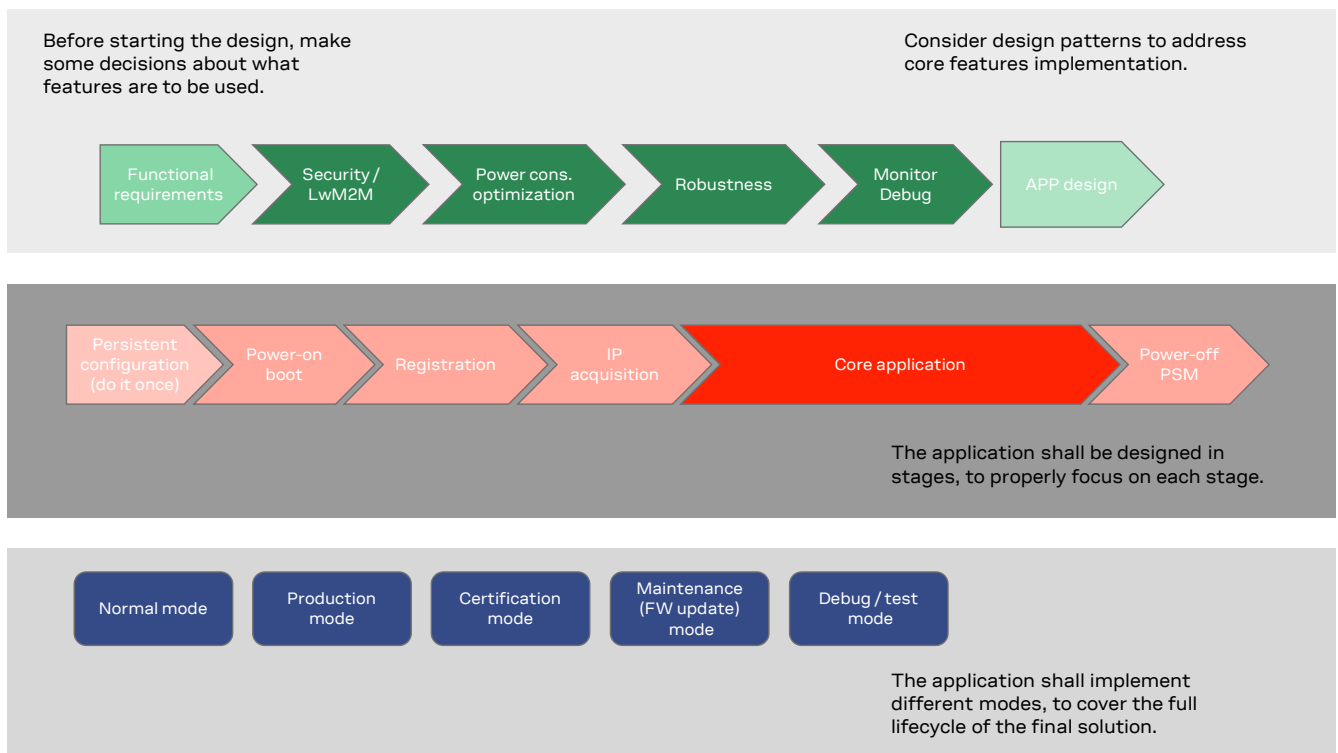 Before starting the design, make
some decisions about what
features are to be used.
Consider design patterns to address
core features implementation.
Functional
requirements
Security /
LwM2M
Power cons.
optimization
Robustness
Monitor
Debug
APP design
Persistent
configuration
(do it once)
Power-on
boot
Registration
IP
acquisition
Core application
Power-off
PSM
The application shall be designed in
stages, to properly focus on each stage.
Normal mode
Production
mode
Certification
mode
Maintenance
(FW update)
mode
Debug / test
mode
The application shall implement
different modes, to cover the full
lifecycle of the final solution.